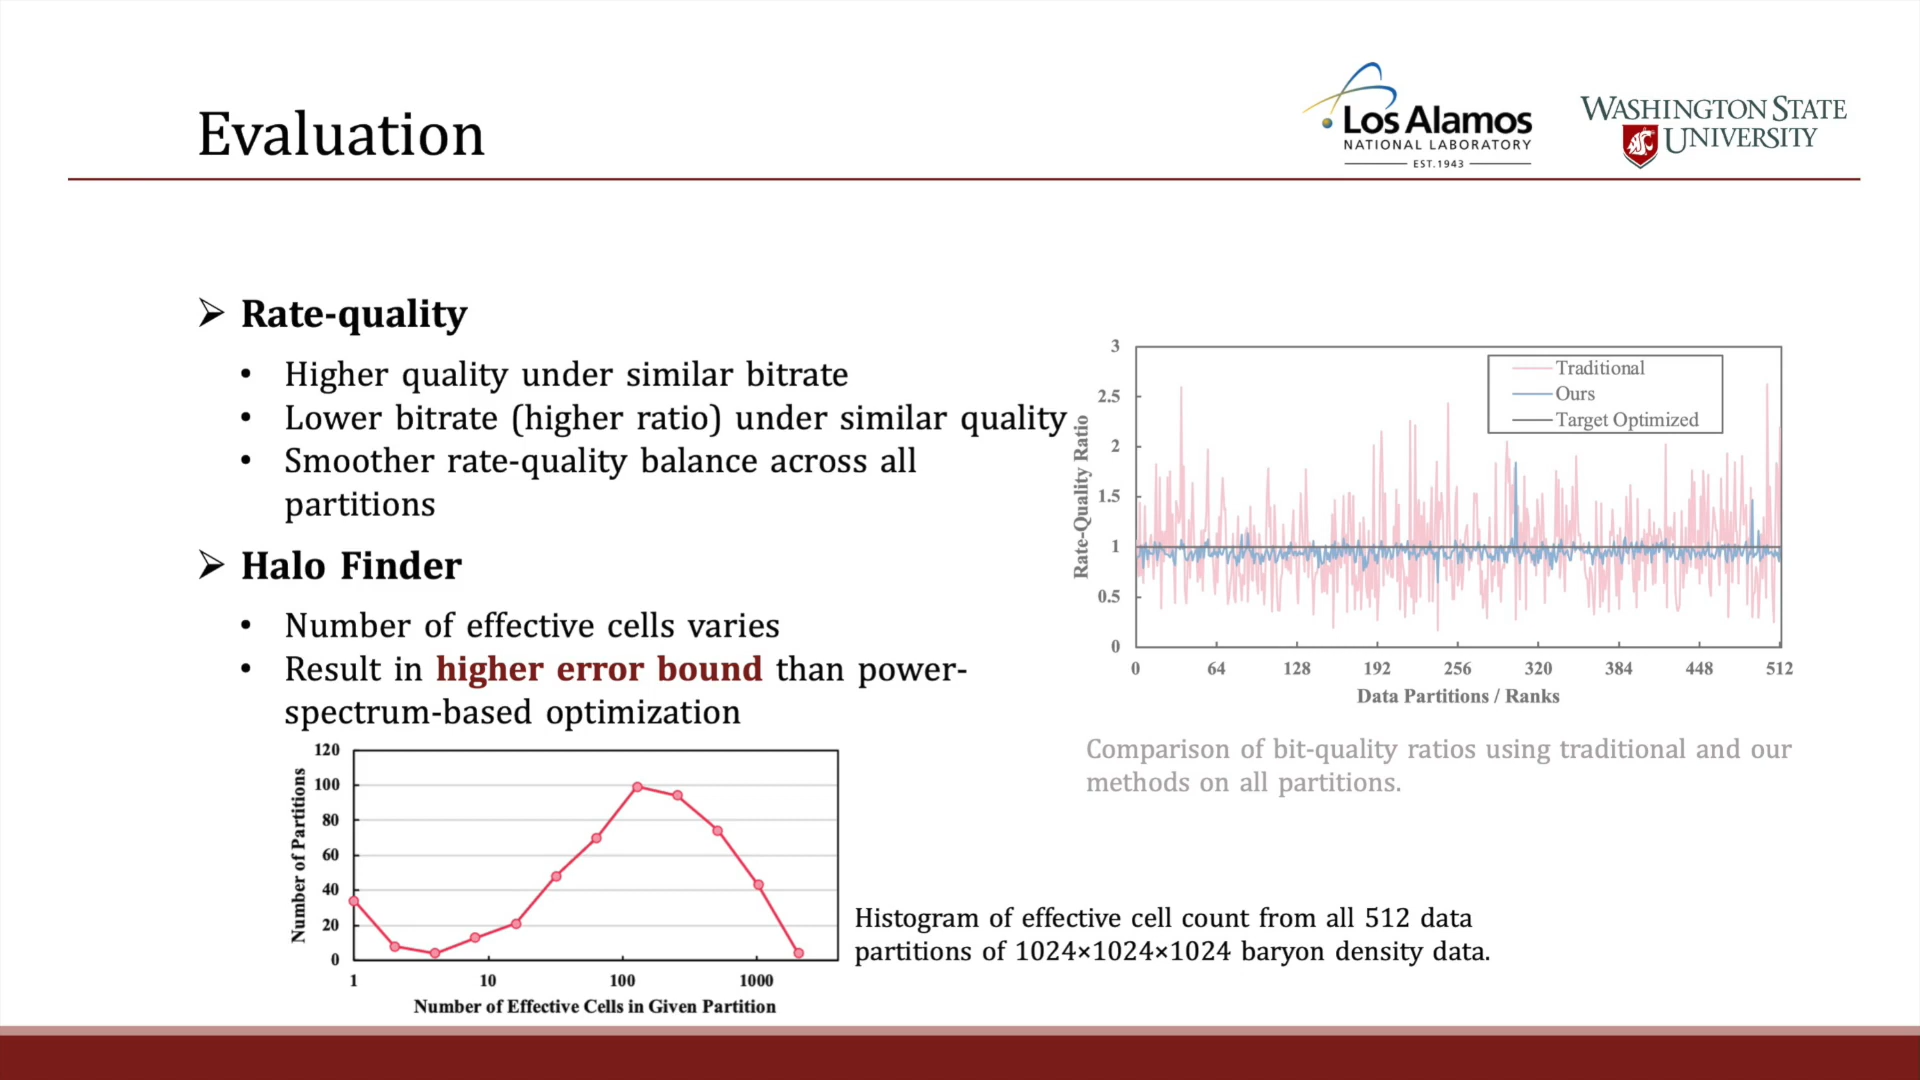 Evaluation
Los Alamos
NATIONAL LABORATORY
EST.1943
WASHINGTON STATE
UNIVERSITY
➢ Rate-quality
• Higher quality under similar bitrate
• Lower bitrate (higher ratio) under similar quality
• Smoother rate-quality balance across all
partitions
➢ Halo Finder
• Number of effective cells varies
• Result in higher error bound than power-
spectrum-based optimization
3
2.5
2
1.5
1
0.5
0
Rate-Quality Ratio
Traditional
Ours
Target Optimized
0 64 128 192 256 320 384 448 512
Data Partitions / Ranks
Comparison of bit-quality ratios using traditional and our
methods on all partitions.
120
100
80
60
40
20
0
Number of Partitions
1 10 100 1000
Number of Effective Cells in Given Partition
Histogram of effective cell count from all 512 data
partitions of 1024×1024×1024 baryon density data.